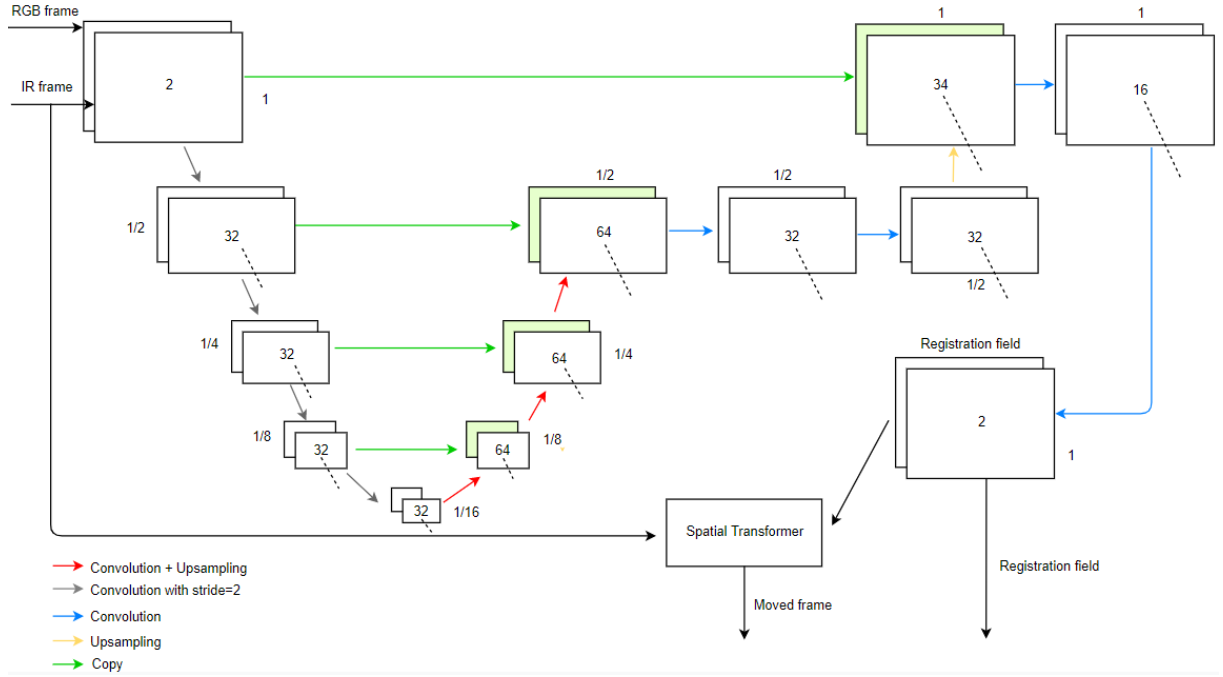 RGB frame
IR frame
2
1
1
34
1
16
1/2
32
1/2
64
1/2
32
32
1/2
1/4
32
64
1/4
1/8
32
64
1/8
32
1/16
Registration field
2
1
Spatial Transformer
Registration field
Moved frame
Convolution + Upsampling
Convolution with stride=2
Convolution
Upsampling
Copy